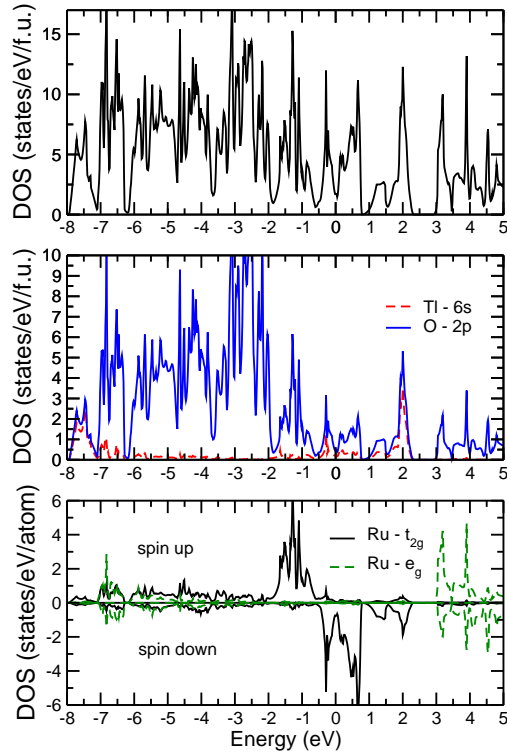 15
10
5
0
DOS (states/eV/f.u.)
-8 -7 -6 -5 -4 -3 -2 -1 0 1 2 3 4 5
10
9
8
7
6
5
4
3
2
1
0
DOS (states/eV/f.u.)
Tl - 6s
O - 2p
-8 -7 -6 -5 -4 -3 -2 -1 0 1 2 3 4 5
6
4
2
0
2
4
6
DOS (states/eV/atom)
spin up
Ru - t2g
Ru - eg
spin down
-8 -7 -6 -5 -4 -3 -2 -1 0 1 2 3 4 5
Energy (eV)